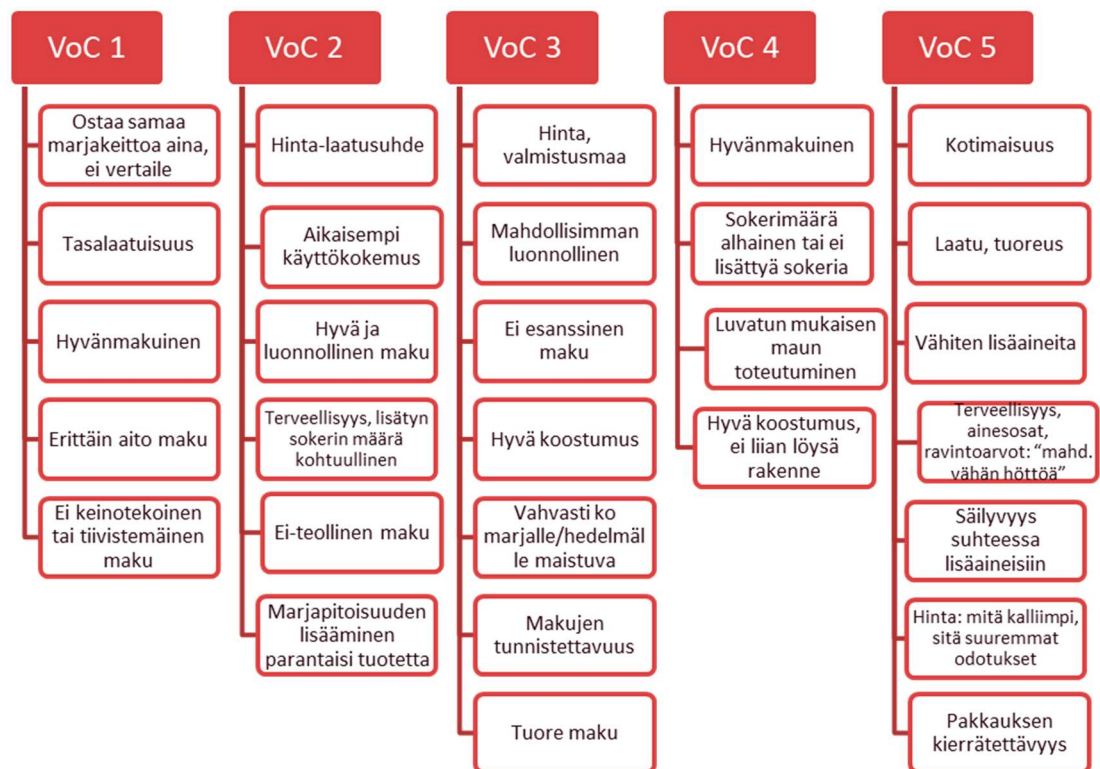 VoC 1
Ostaa samaa
marjakeittoa aina,
ei vertaile
Tasalaatuisuus
Hyvänmakuinen
Erittäin aito maku
Ei keinotekoinen
tai tiivistemäinen
maku
VoC 2
Hinta-laatusuhde
Aikaisempi
käyttökokemus
Hyvä ja
luonnollinen maku
Terveellisyys, lisätyn
sokerin määrä
kohtuullinen
Ei-teollinen maku
Marjapitoisuuden
lisääminen
parantaisi tuotetta
VoC 3
Hinta,
valmistusmaa
Mahdollisimman
luonnollinen
Ei esanssinen
maku
Hyvä koostumus
Vahvasti ko
marjalle/hedelmäl
le maistuva
Makujen
tunnistettavuus
Tuore maku
VoC 4
Hyvänmakuinen
Sokerimäärä
alhainen tai ei
lisättyä sokeria
Luvatun mukaisen
maun
toteutuminen
Hyvä koostumus,
ei liian löysä
rakenne
VoC 5
Kotimaisuus
Laatu, tuoreus
Vähiten lisäaineita
Terveellisyys,
ainesosat,
ravintoarvot: “mahd.
vähän höttöä”
Säilyvyys
suhteessa
lisäaineisiin
Hinta: mitä kalliimpi,
sitä suuremmat
odotukset
Pakkauksen
kierrätettävyys